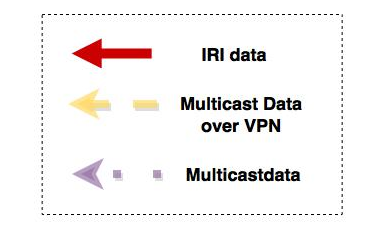 IRI data
Multicast Data
over VPN
Multicastdata